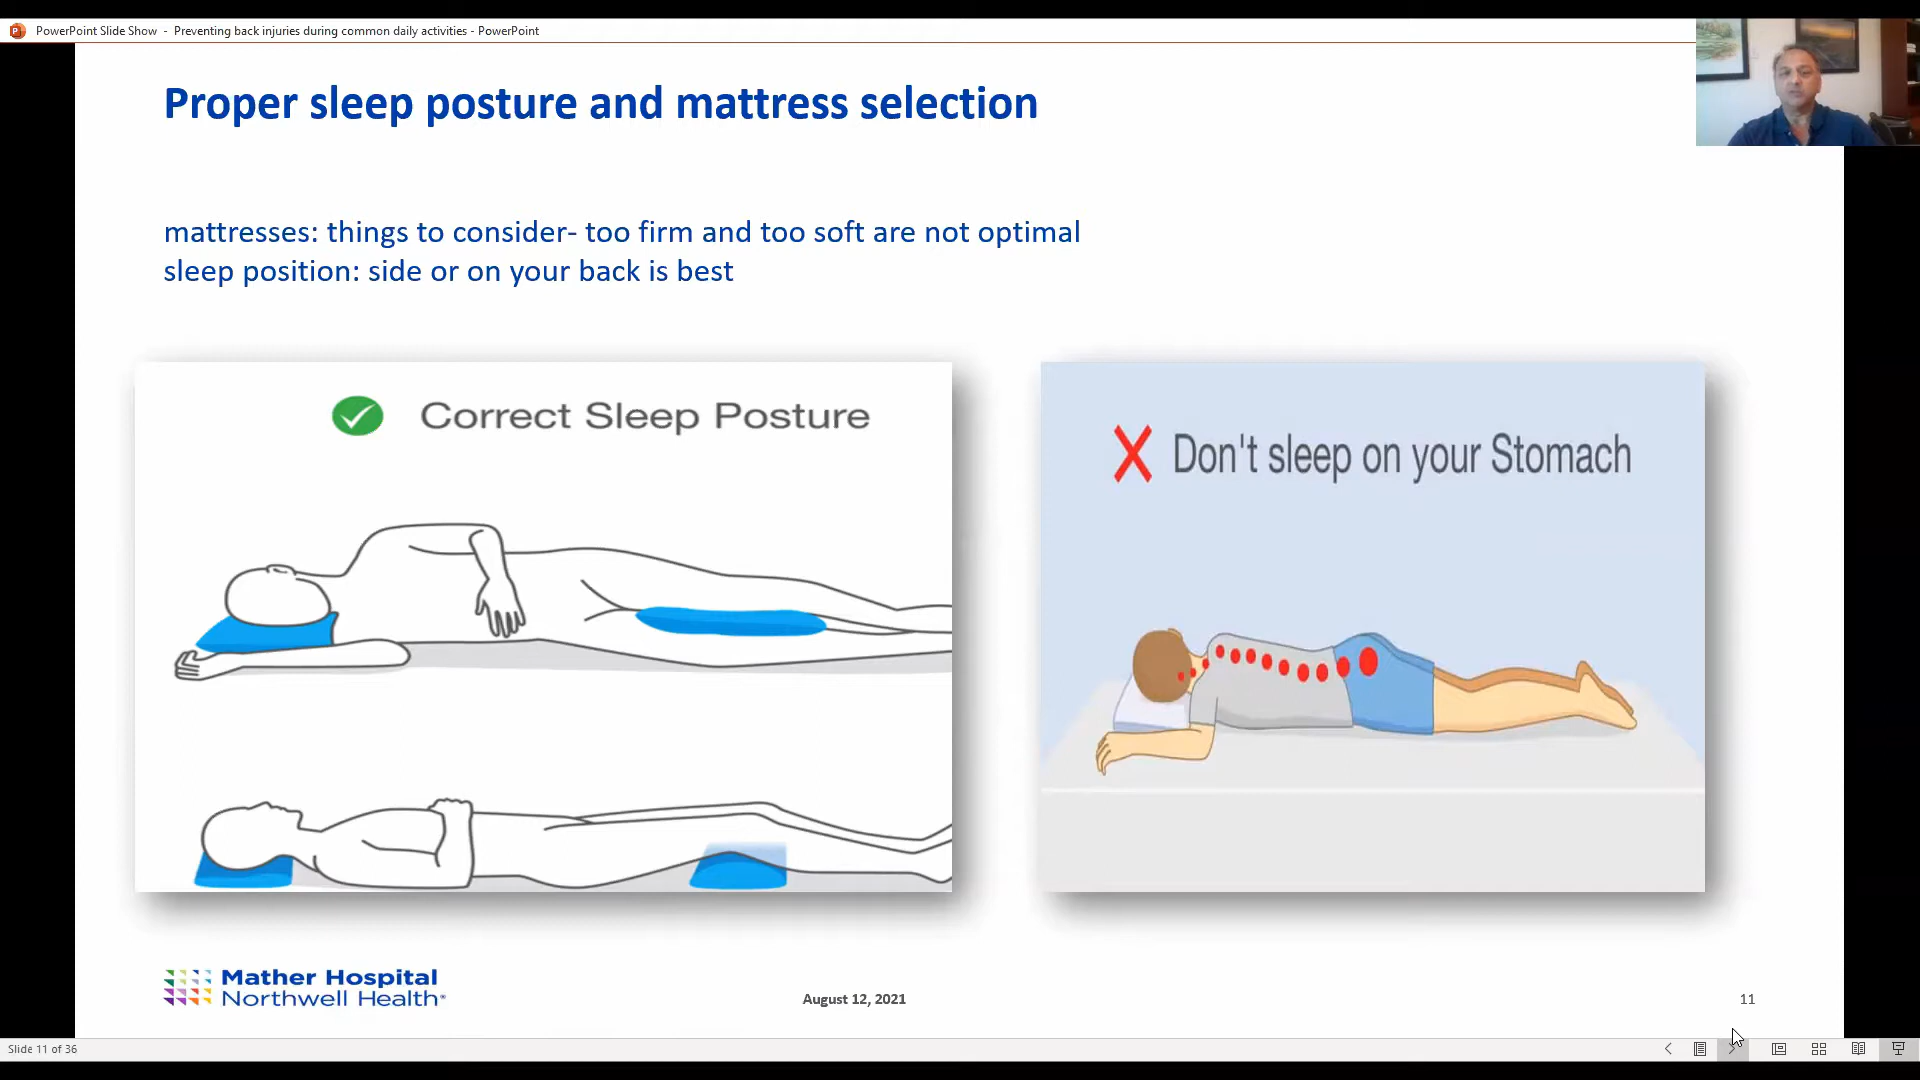 PowerPoint Slide Show - Preventing back injuries during common daily activities - PowerPoint
Proper sleep posture and mattress selection
mattresses: things to consider- too firm and too soft are not optimal
sleep position: side or on your back is best
Correct Sleep Posture
Don't sleep on your Stomach
Mather Hospital
Northwell Health®
August 12, 2021
11
Slide 11 of 36